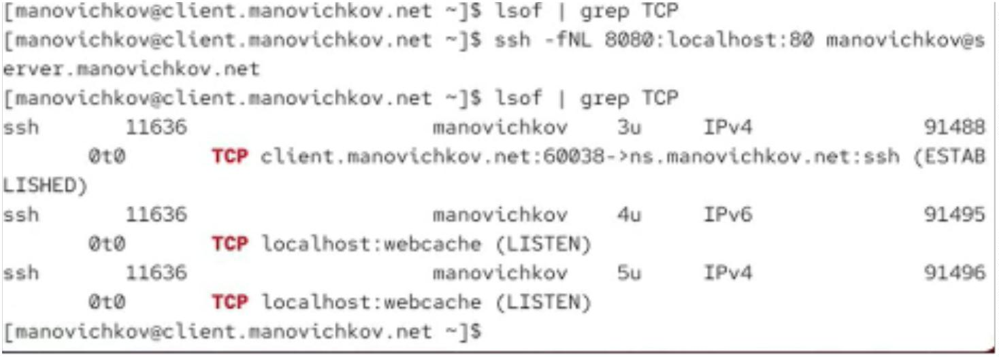 [manovichkov@client.manovichkov.net ~]$ lsof | grep TCP
[manovichkov@client.manovichkov.net ~]$ ssh -fNL 8080:localhost:80 manovichkov@s
erver.manovichkov.net
[manovichkov@client.manovichkov.net ~]$ lsof | grep TCP
ssh 11636 manovichkov 3u IPv4 91488
0t0 TCP client.manovichkov.net:60038->ns.manovichkov.net:ssh (ESTAB
LISHED)
ssh 11636 manovichkov 4u IPv6 91495
0t0 TCP localhost:webcache (LISTEN)
ssh 11636 manovichkov 5u IPv4 91496
0t0 TCP localhost:webcache (LISTEN)
[manovichkov@client.manovichkov.net ~]$